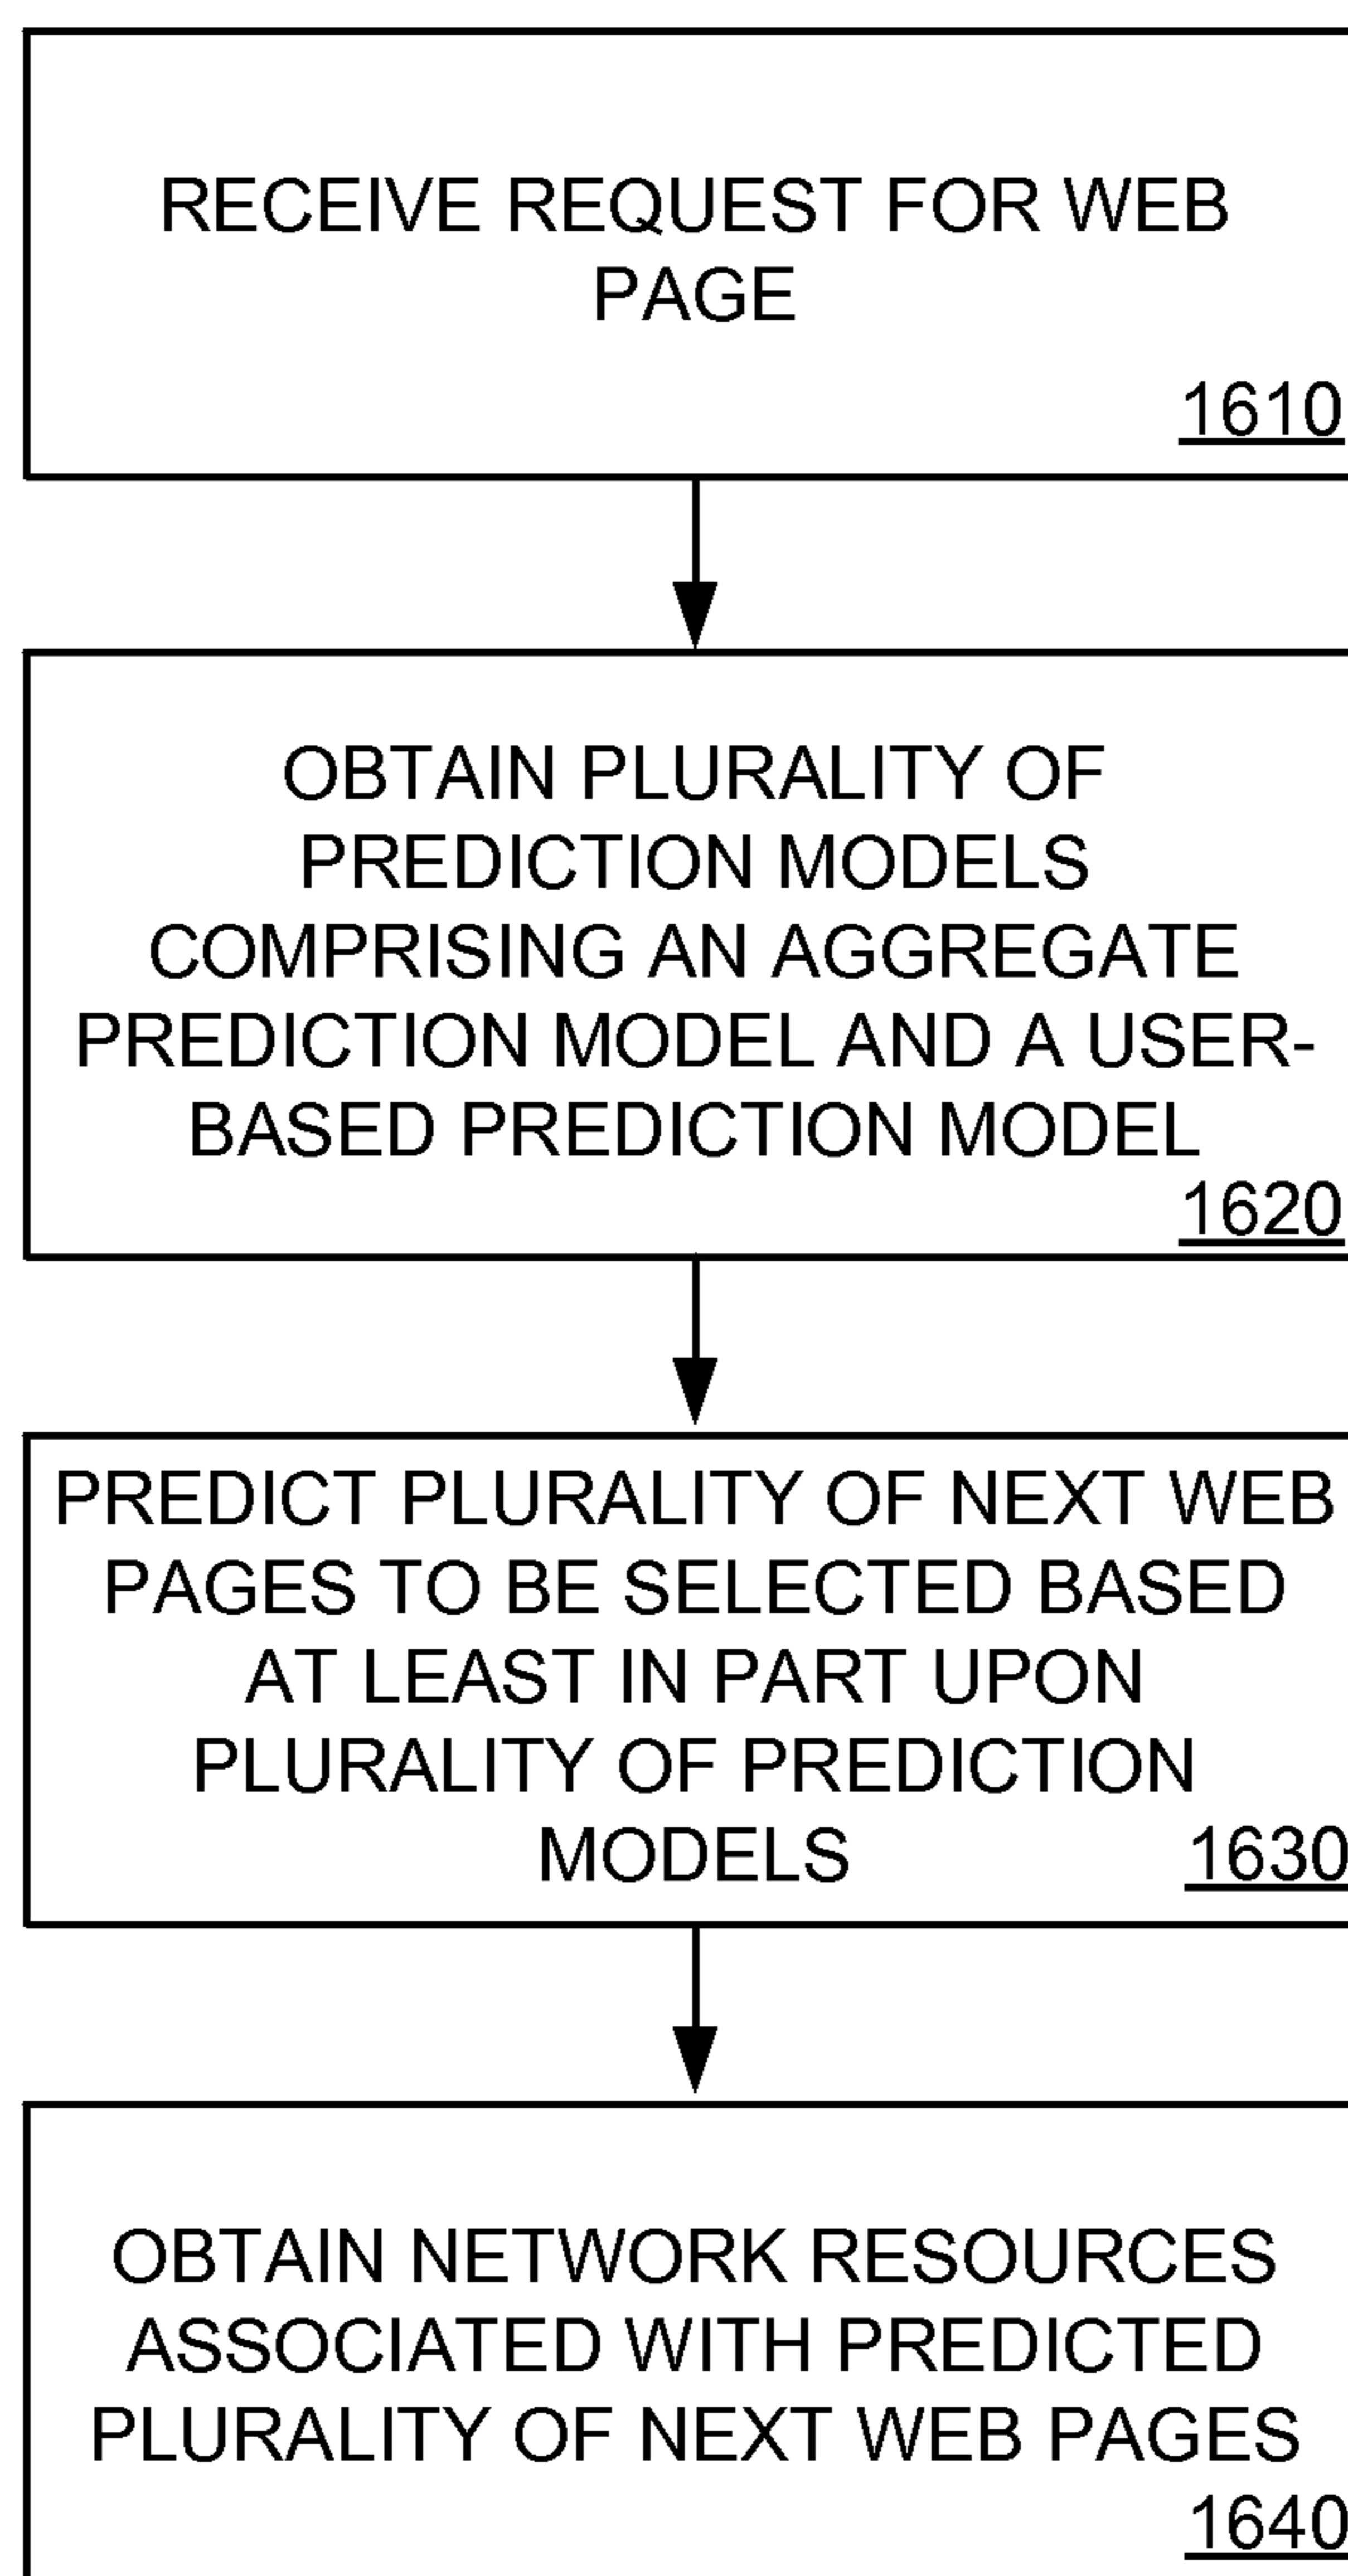 RECEIVE REQUEST FOR WEB
PAGE
1610
OBTAIN PLURALITY OF
PREDICTION MODELS
COMPRISING AN AGGREGATE
PREDICTION MODEL AND A USER-
BASED PREDICTION MODEL
1620
PREDICT PLURALITY OF NEXT WEB
PAGES TO BE SELECTED BASED
AT LEAST IN PART UPON
PLURALITY OF PREDICTION
MODELS 1630
OBTAIN NETWORK RESOURCES
ASSOCIATED WITH PREDICTED
PLURALITY OF NEXT WEB PAGES
1640